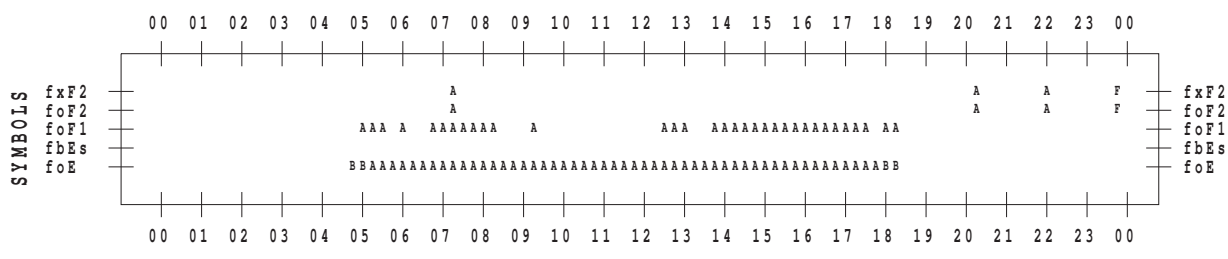 00 01 02 03 04 05 06 07 08 09 10 11 12 13 14 15 16 17 18 19 20 21 22 23 00
SYMBOLS
fxF2 A A A F fxF2
foF2 A A A F foF2
foF1 AAA A AAAAAAA A AAA AAAAAAAAAAAAAAAA AA foF1
fbEs fbEs
foE BBAAAAAAAAAAAAAAAAAAAAAAAAAAAAAAAAAAAAAAAAAAAAAAAAAAABB foE
00 01 02 03 04 05 06 07 08 09 10 11 12 13 14 15 16 17 18 19 20 21 22 23 00